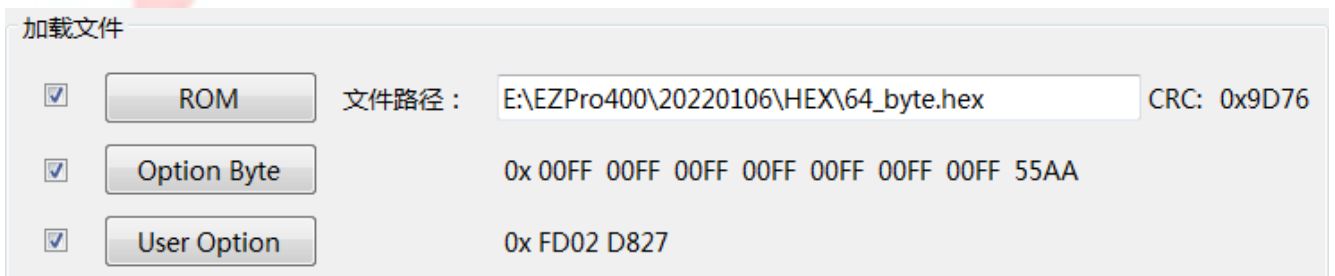 加载文件
ROM 文件路径： E:\EZPro400\20220106\HEX\64_byte.hex CRC: 0x9D76
Option Byte 0x 00FF 00FF 00FF 00FF 00FF 00FF 00FF 55AA
User Option 0x FD02 D827